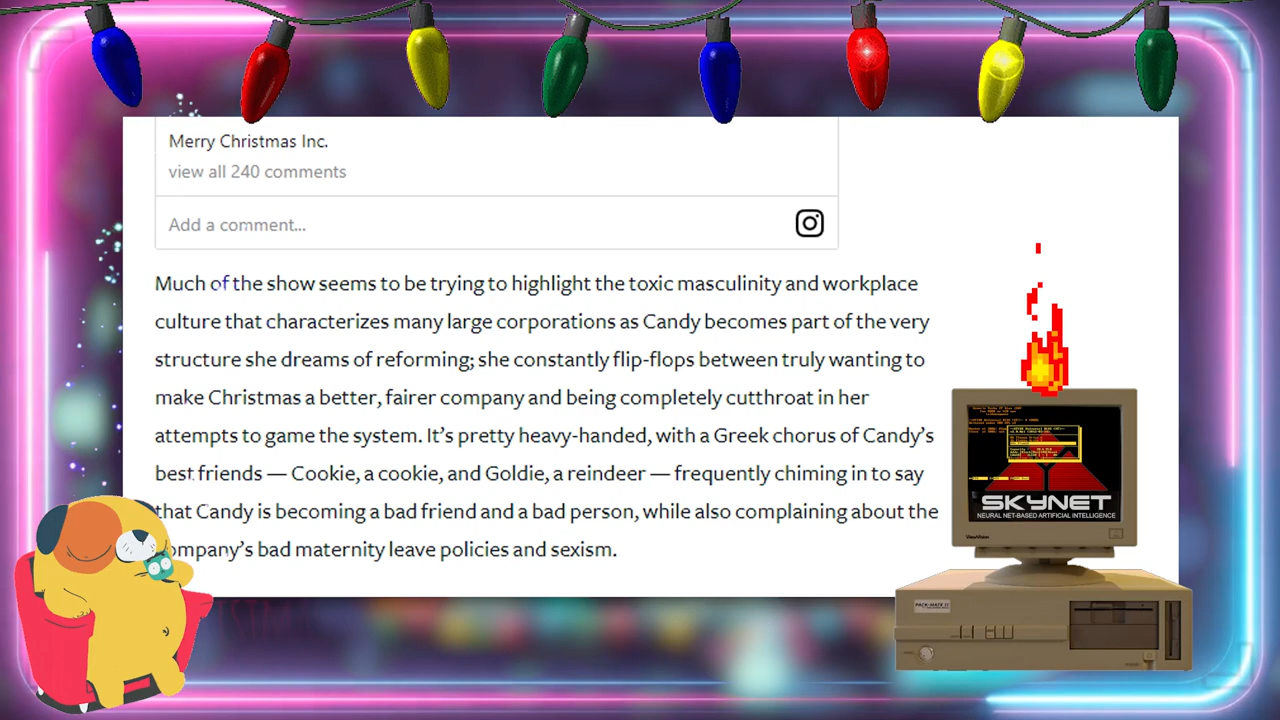 Merry Christmas Inc.
view all 240 comments
Add a comment...
Much of the show seems to be trying to highlight the toxic masculinity and workplace
culture that characterizes many large corporations as Candy becomes part of the very
structure she dreams of reforming; she constantly flip-flops between truly wanting to
make Christmas a better, fairer company and being completely cutthroat in her
attempts to game the system. It’s pretty heavy-handed, with a Greek chorus of Candy’s
best friends — Cookie, a cookie, and Goldie, a reindeer — frequently chiming in to say
that Candy is becoming a bad friend and a bad person, while also complaining about the
company’s bad maternity leave policies and sexism.
SKYNET
NEURAL NET-BASED ARTIFICIAL INTELLIGENCE
ViewVision
PACK-MATE II